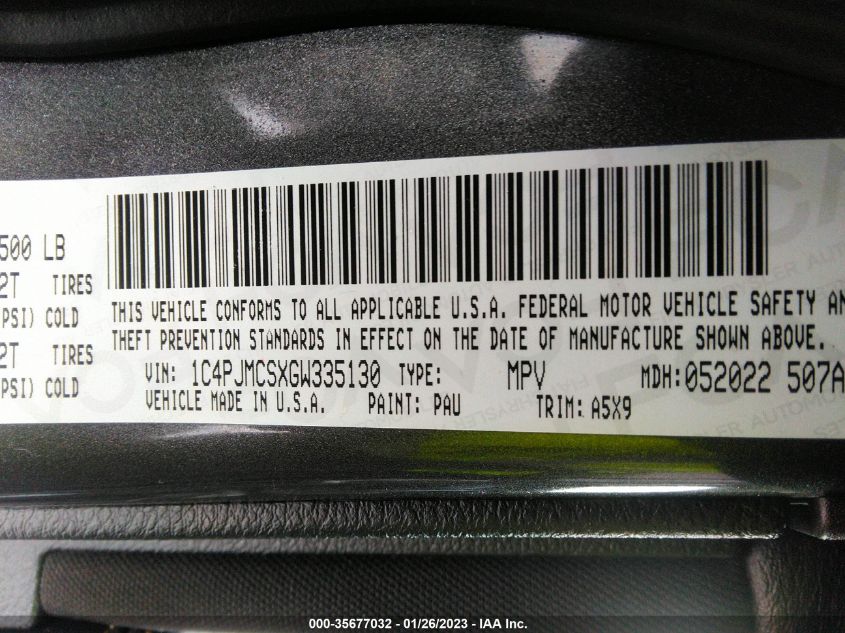 500 LB
2T TIRES
PSI) COLD
2T TIRES
PSI) COLD
THIS VEHICLE CONFORMS TO ALL APPLICABLE U.S.A. FEDERAL MOTOR VEHICLE SAFETY AN
THEFT PREVENTION STANDARDS IN EFFECT ON THE DATE OF MANUFACTURE SHOWN ABOVE.
VIN: 1C4PJMCSXGW335130 TYPE: MPV MDH:052022 507A
VEHICLE MADE IN U.S.A. PAINT: PAU TRIM: A5X9
000-35677032 - 01/26/2023 - IAA Inc.